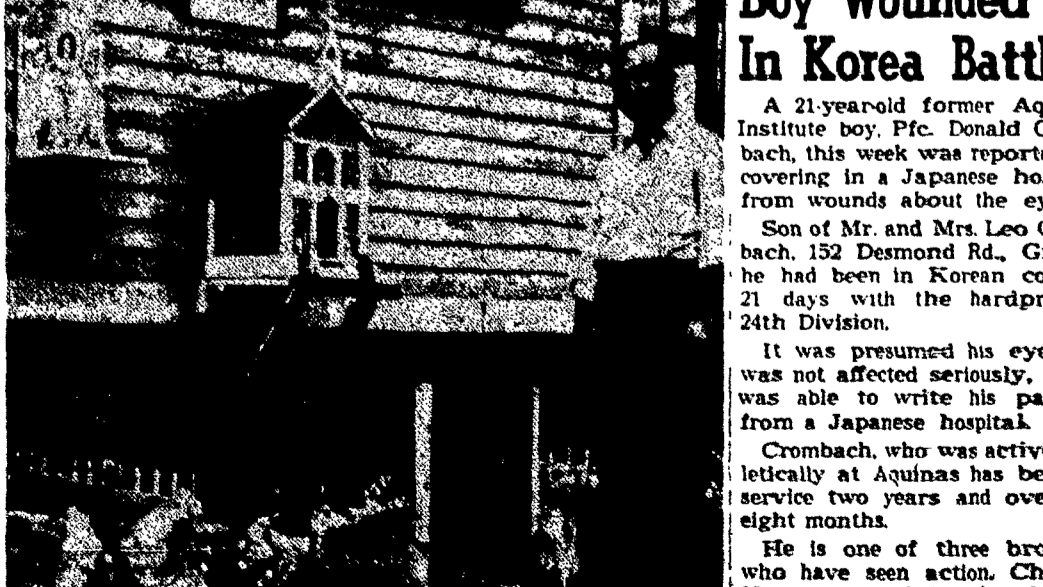 Boy Wounded
In Korea Battl
A 21-year-old former Aq
Institute boy, Pfc. Donald C
bach, this week was reporte
covering in a Japanese hos
from wounds about the ey
Son of Mr. and Mrs. Leo C
bach, 152 Desmond Rd., G
he had been in Korean co
21 days with the hardpr
24th Division.
It was presumed his eye
was not affected seriously,
was able to write his pa
from a Japanese hospital.
Crombach, who was activ
letically at Aquinas has be
service two years and ove
eight months.
He is one of three bro
who have seen action. Ch